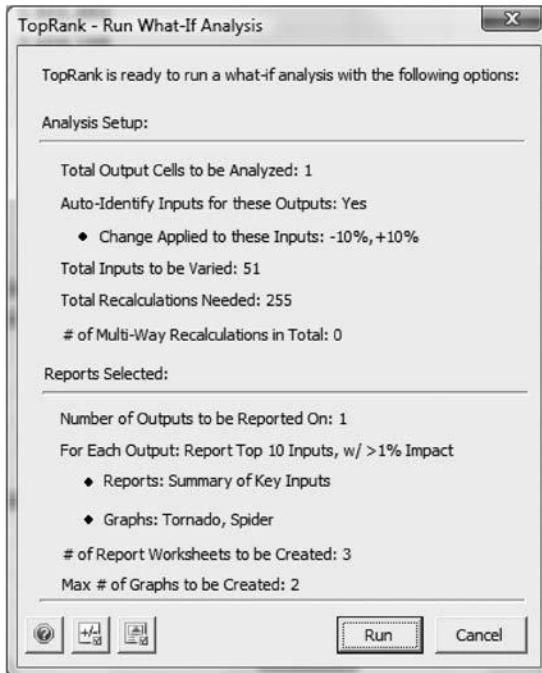 TopRank - Run What-If Analysis
TopRank is ready to run a what-if analysis with the following options:
Analysis Setup:
Total Output Cells to be Analyzed: 1
Auto-Identify Inputs for these Outputs: Yes
◆ Change Applied to these Inputs: -10%,+10%
Total Inputs to be Varied: 51
Total Recalculations Needed: 255
# of Multi-Way Recalculations in Total: 0
Reports Selected:
Number of Outputs to be Reported On: 1
For Each Output: Report Top 10 Inputs, w/ >1% Impact
◆ Reports: Summary of Key Inputs
◆ Graphs: Tornado, Spider
# of Report Worksheets to be Created: 3
Max # of Graphs to be Created: 2
Run Cancel